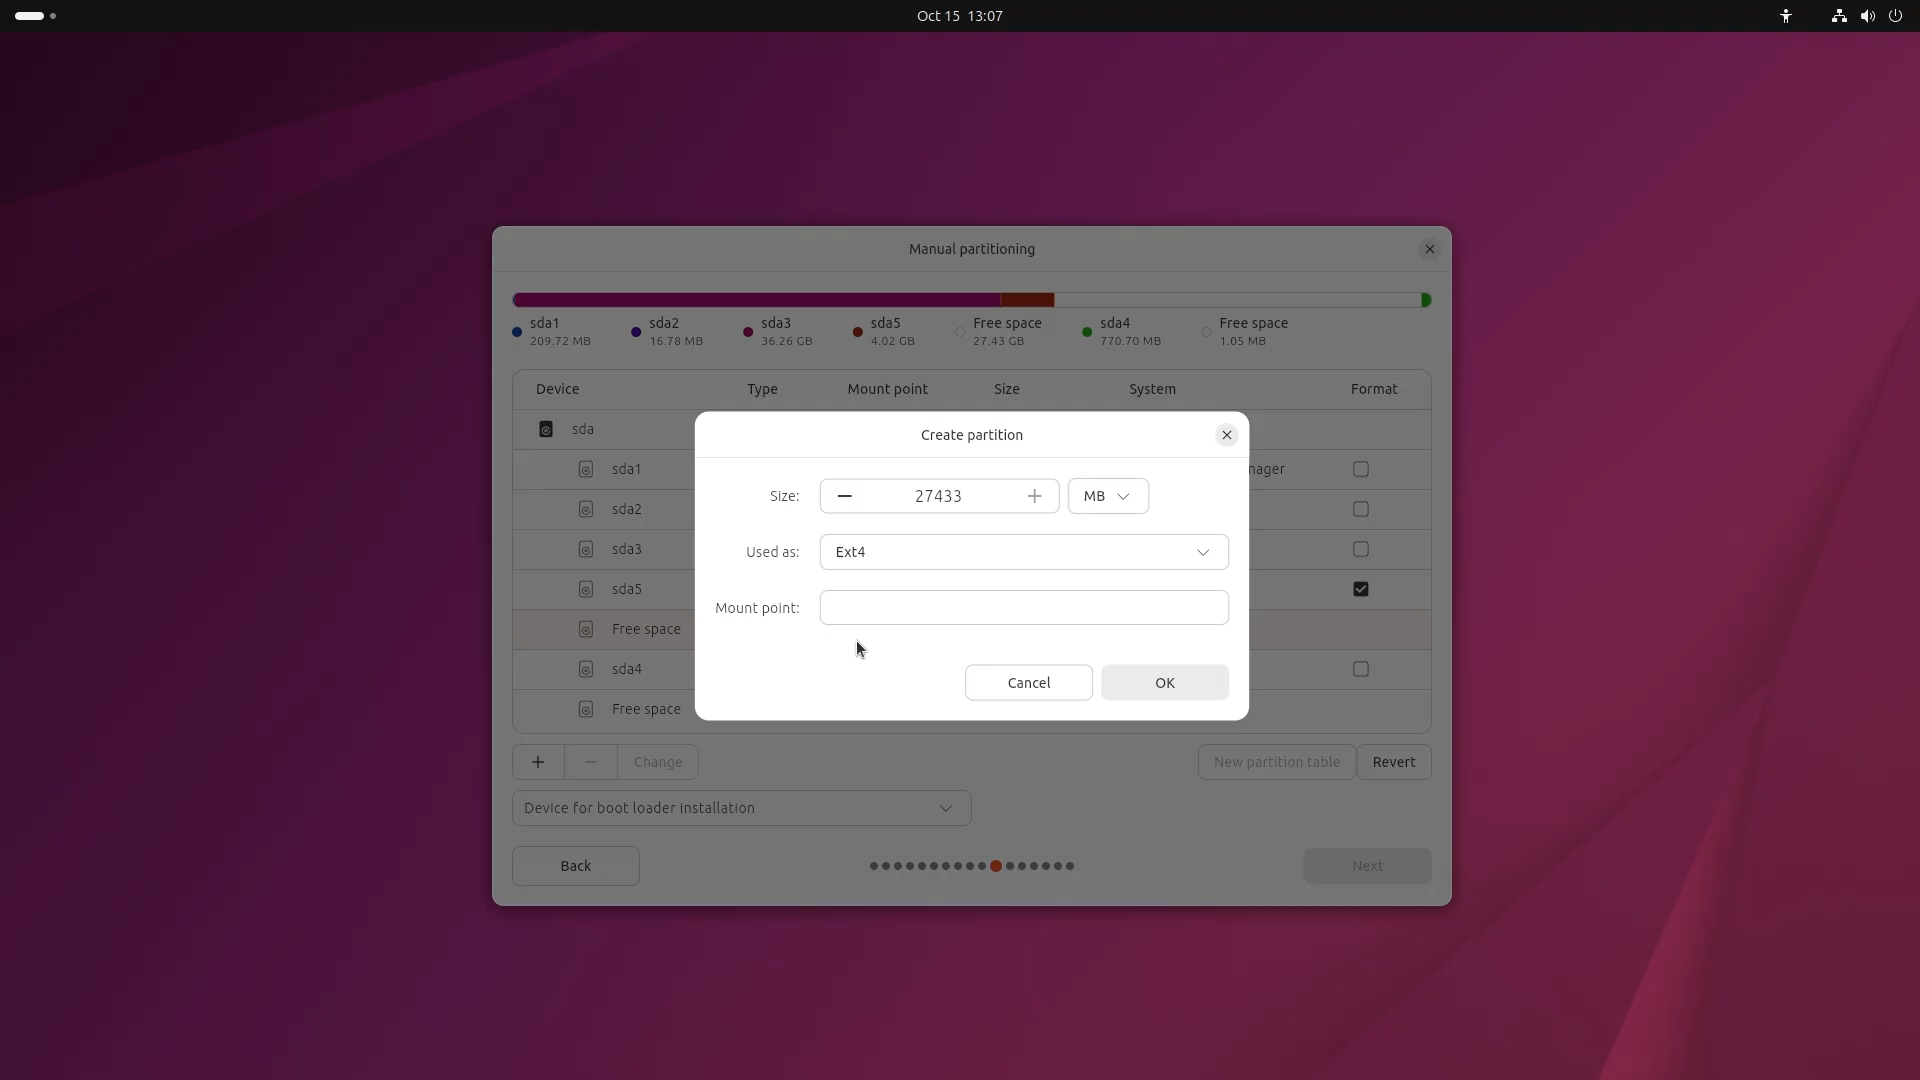 Oct 15 13:07
Manual partitioning
sda1
209.72 MB
sda2
16.78 MB
sda3
36.26 GB
sda5
4.02 GB
Free space
27.43 GB
sda4
770.70 MB
Free space
1.05 MB
Device Type Mount point Size System Format
sda
Create partition
sda1
nager
Size: 27433 MB
sda2
sda3
Used as: Ext4
sda5
Mount point:
Free space
sda4
Cancel OK
Free space
+ − Change New partition table Revert
Device for boot loader installation
Back Next